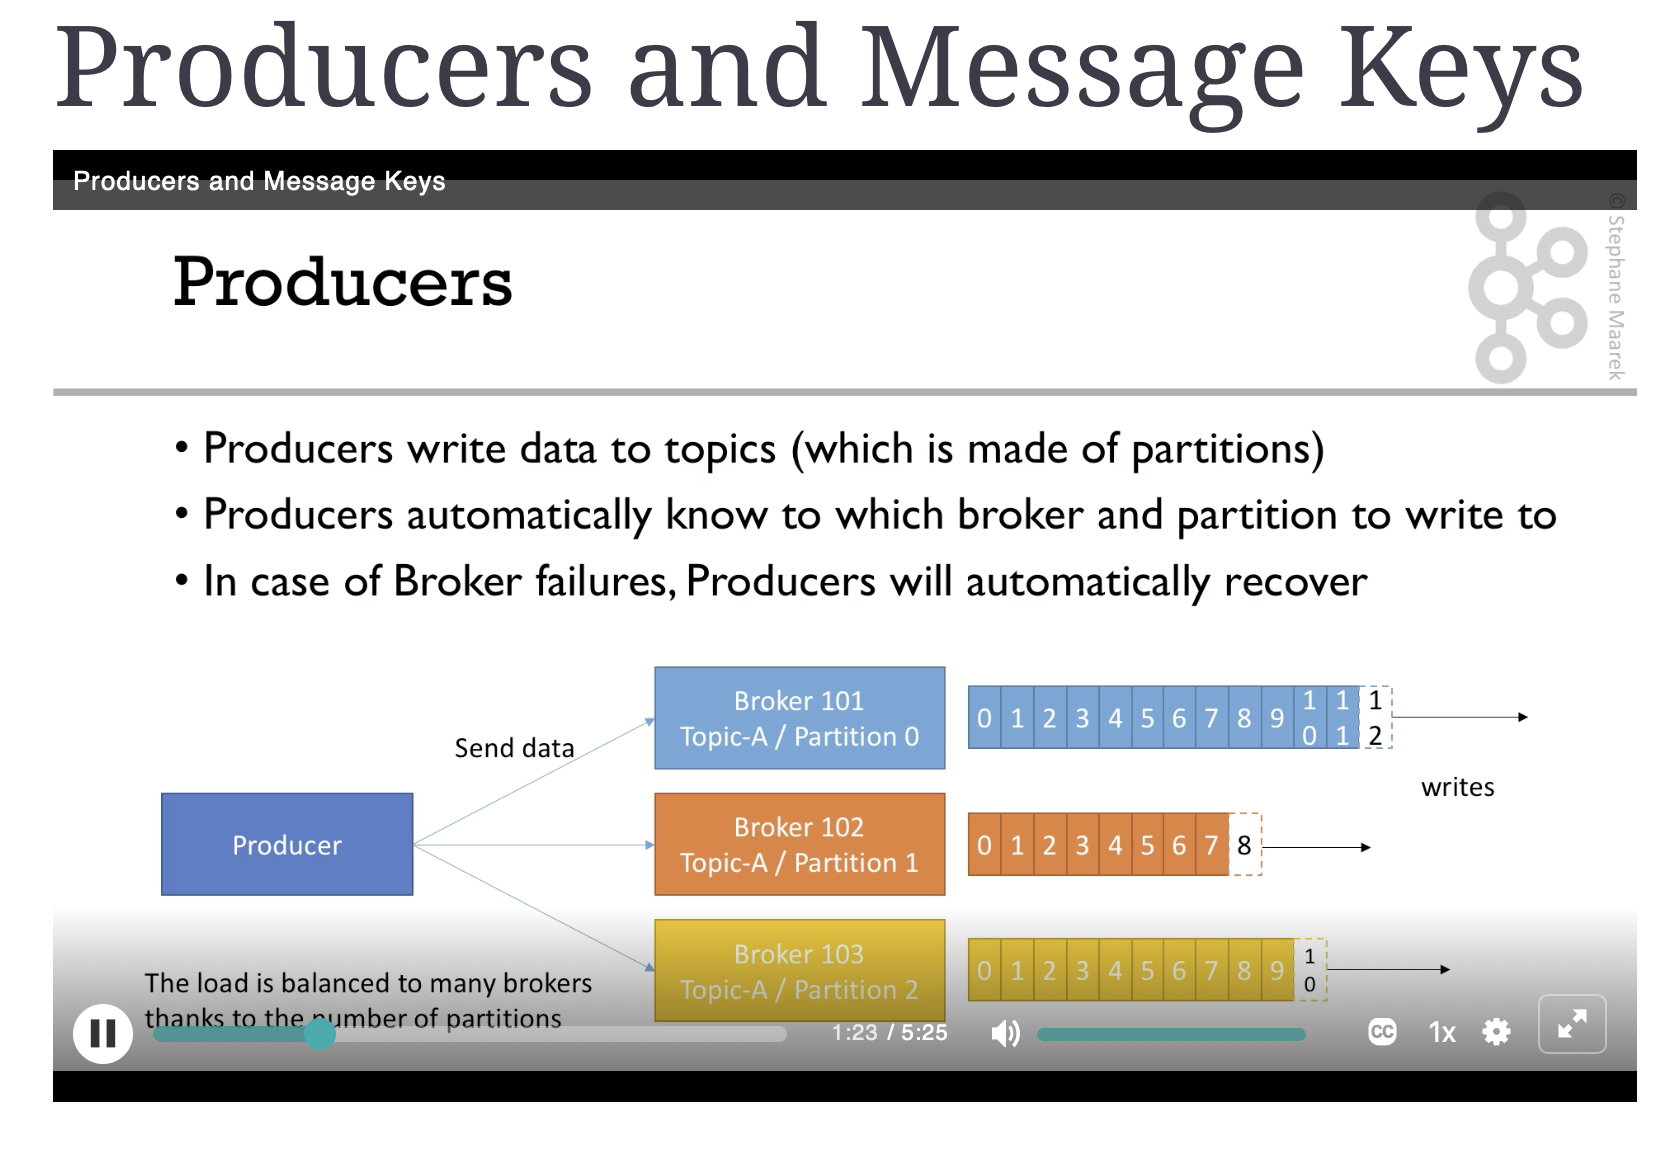 Producers and Message Keys
Producers and Message Keys
© Stephane Maarek
Producers
• Producers write data to topics (which is made of partitions)
• Producers automatically know to which broker and partition to write to
• In case of Broker failures, Producers will automatically recover
Send data
Producer
Broker 101
Topic-A / Partition 0
0 1 2 3 4 5 6 7 8 9 10 11 12
writes
Broker 102
Topic-A / Partition 1
0 1 2 3 4 5 6 7 8
Broker 103
Topic-A / Partition 2
0 1 2 3 4 5 6 7 8 9 10
The load is balanced to many brokers
thanks to the number of partitions
1:23 / 5:25
CC
1x